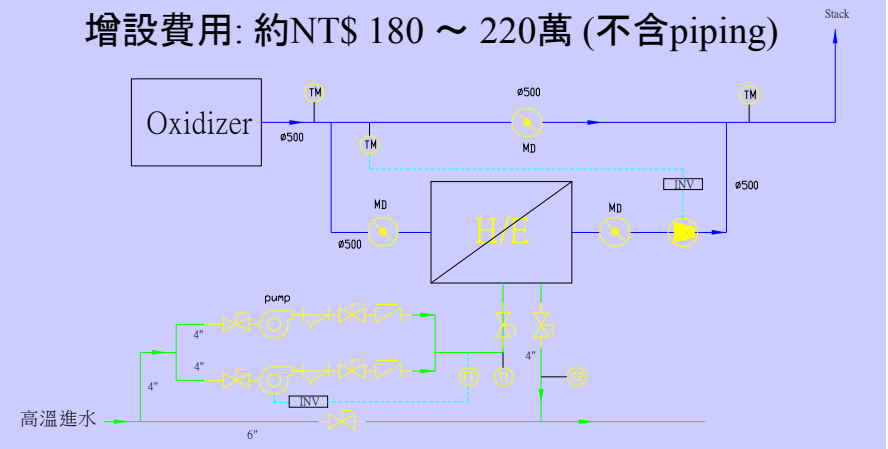 Stack
增設費用: 約NT$ 180 ～ 220萬 (不含piping)
TM
ø500
TM
Oxidizer
ø500
TM
MD
INV
ø500
MD
MD
H/E
ø500
pump
4"
4"
4"
4"
T2
INV
高溫進水
6"